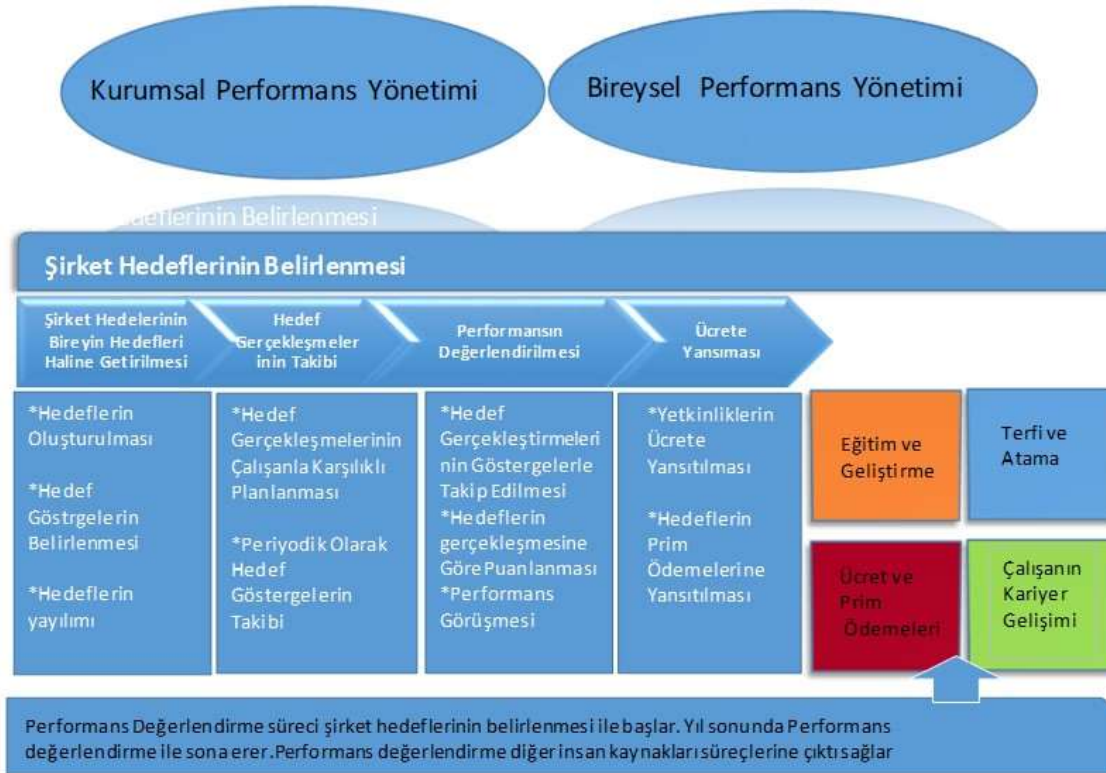 Kurumsal Performans Yönetimi
Bireysel Performans Yönetimi
deflerinin Belirlenmesi
Şirket Hedeflerinin Belirlenmesi
Şirket Hedelerinin
Bireyin Hedefleri
Haline Getirilmesi
Hedef
Gerçekleşmeler
inin Takibi
Performansın
Değerlendirilmesi
Ücrete
Yansıması
*Hedeflerin
Oluşturulması
*Hedef
Göstrgelerin
Belirlenmesi
*Hedeflerin
yayılımı
*Hedef
Gerçekleşmelerinin
Çalışanla Karşılıklı
Planlanması
*Periyodik Olarak
Hedef
Göstergelerin
Takibi
*Hedef
Gerçekleştirmeleri
nin Göstergelerle
Takip Edilmesi
*Hedeflerin
gerçekleşmesine
Göre Puanlanması
*Performans
Görüşmesi
*Yetkinliklerin
Ücrete
Yansıtılması
*Hedeflerin
Prim
Ödemelerine
Yansıtılması
Eğitim ve
Geliştirme
Terfi ve
Atama
Ücret ve
Prim
Ödemeleri
Çalışanın
Kariyer
Gelişimi
Performans Değerlendirme süreci şirket hedeflerinin belirlenmesi ile başlar. Yıl sonunda Performans
değerlendirme ile sona erer.Performans değerlendirme diğer insan kaynakları süreçlerine çıktı sağlar